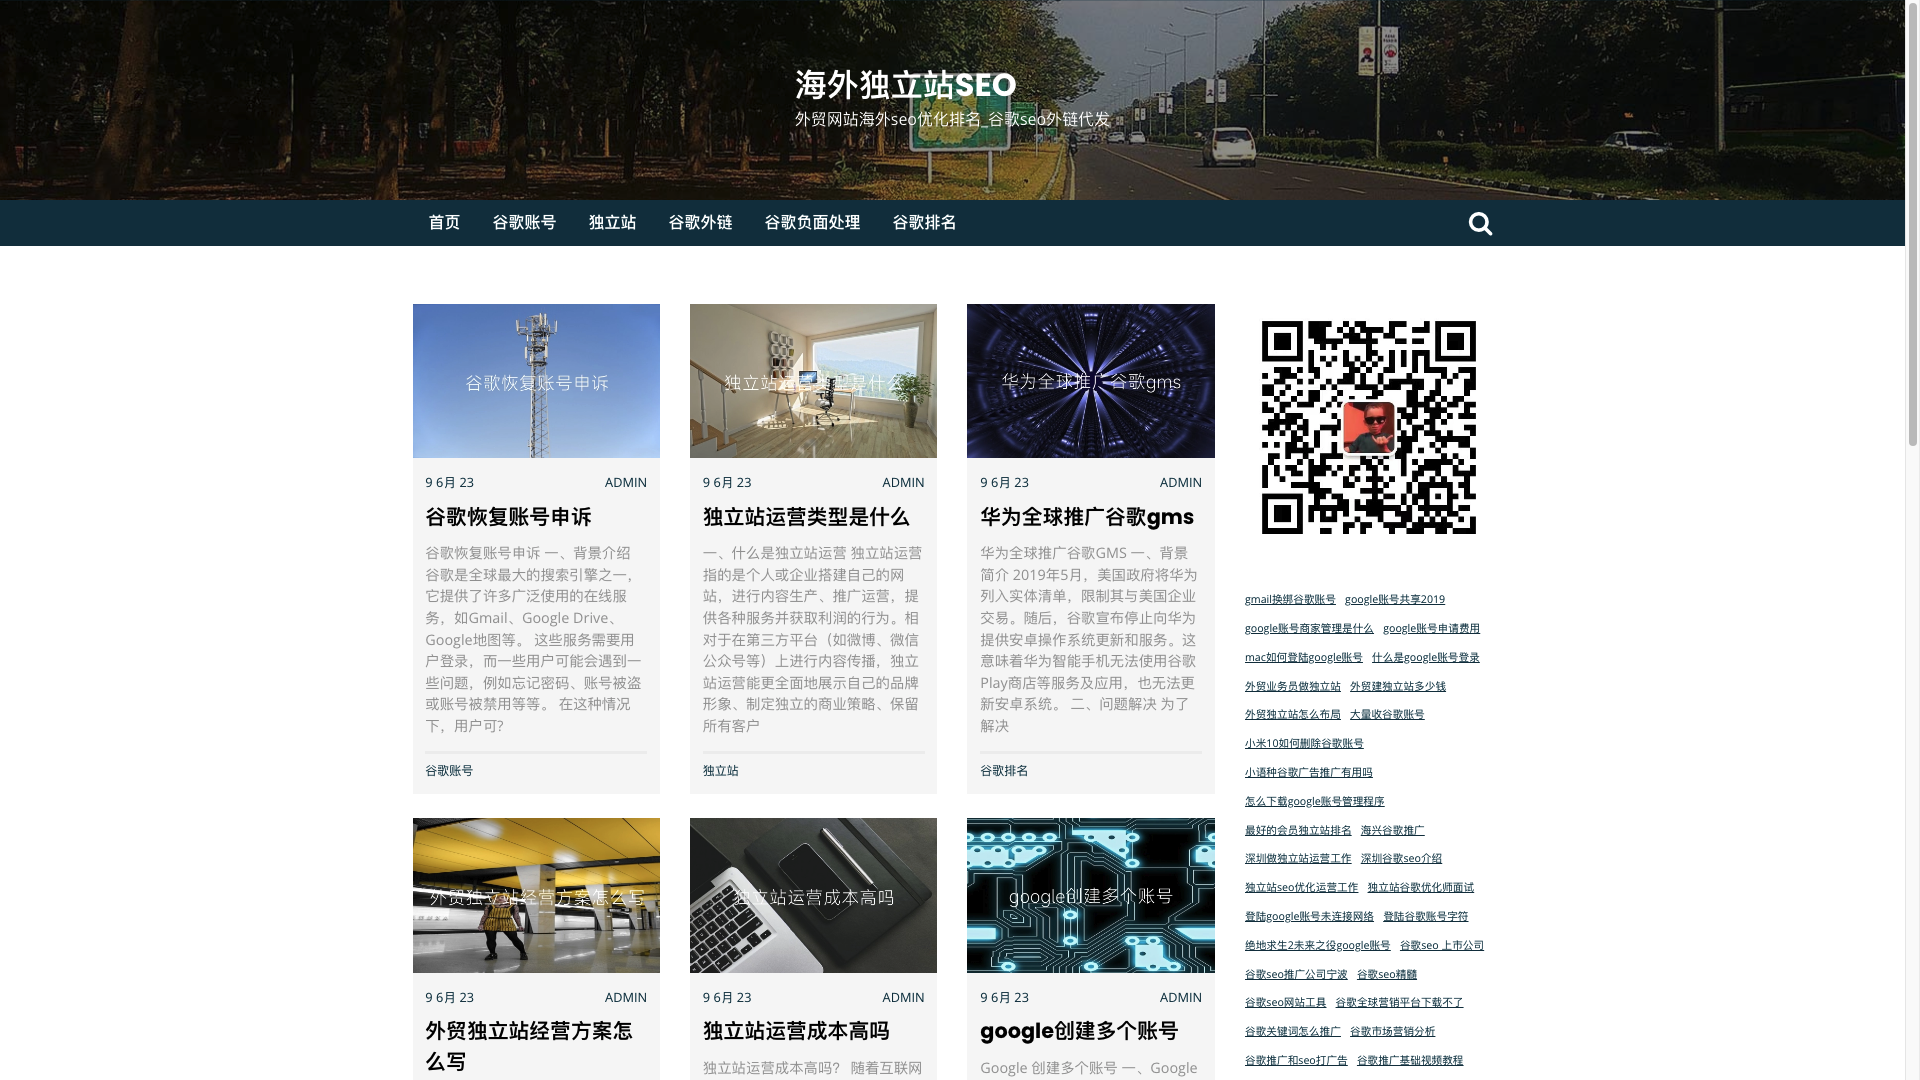 海外独立站SEO
外贸网站海外seo优化排名_谷歌seo外链代发
首页 谷歌账号 独立站 谷歌外链 谷歌负面处理 谷歌排名
谷歌恢复账号申诉
9 6月 23 ADMIN
谷歌恢复账号申诉
谷歌恢复账号申诉 一、背景介绍
谷歌是全球最大的搜索引擎之一，
它提供了许多广泛使用的在线服
务，如Gmail、Google Drive、
Google地图等。 这些服务需要用
户登录，而一些用户可能会遇到一
些问题，例如忘记密码、账号被盗
或账号被禁用等等。 在这种情况
下，用户可?
谷歌账号
独立站运营类型是什么
9 6月 23 ADMIN
独立站运营类型是什么
一、什么是独立站运营 独立站运营
指的是个人或企业搭建自己的网
站，进行内容生产、推广运营，提
供各种服务并获取利润的行为。相
对于在第三方平台（如微博、微信
公众号等）上进行内容传播，独立
站运营能更全面地展示自己的品牌
形象、制定独立的商业策略、保留
所有客户
独立站
华为全球推广谷歌gms
9 6月 23 ADMIN
华为全球推广谷歌gms
华为全球推广谷歌GMS 一、背景
简介 2019年5月，美国政府将华为
列入实体清单，限制其与美国企业
交易。随后，谷歌宣布停止向华为
提供安卓操作系统更新和服务。这
意味着华为智能手机无法使用谷歌
Play商店等服务及应用，也无法更
新安卓系统。 二、问题解决 为了
解决
谷歌排名
外贸独立站经营方案怎么写
9 6月 23 ADMIN
外贸独立站经营方案怎
么写
独立站运营成本高吗
9 6月 23 ADMIN
独立站运营成本高吗
独立站运营成本高吗？ 随着互联网
google创建多个账号
9 6月 23 ADMIN
google创建多个账号
Google 创建多个账号 一、Google
gmail换绑谷歌账号 google账号共享2019
google账号商家管理是什么 google账号申请费用
mac如何登陆google账号 什么是google账号登录
外贸业务员做独立站 外贸建独立站多少钱
外贸独立站怎么布局 大量收谷歌账号
小米10如何删除谷歌账号
小语种谷歌广告推广有用吗
怎么下载google账号管理程序
最好的会员独立站排名 海兴谷歌推广
深圳做独立站运营工作 深圳谷歌seo介绍
独立站seo优化运营工作 独立站谷歌优化师面试
登陆google账号未连接网络 登陆谷歌账号字符
绝地求生2未来之役google账号 谷歌seo 上市公司
谷歌seo推广公司宁波 谷歌seo精髓
谷歌seo网站工具 谷歌全球营销平台下载不了
谷歌关键词怎么推广 谷歌市场营销分析
谷歌推广和seo打广告 谷歌推广基础视频教程